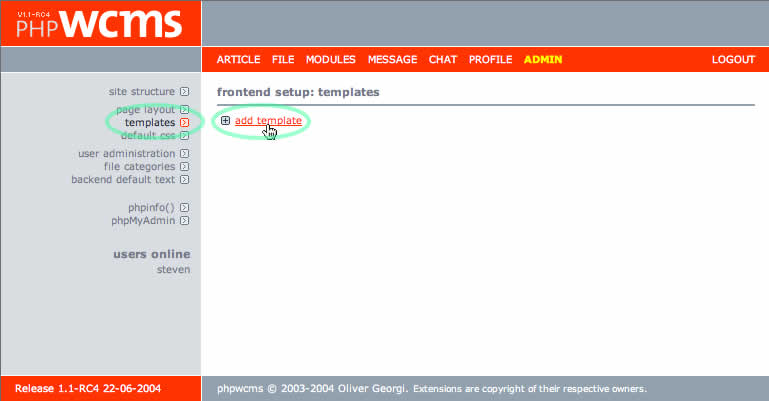 V1.1-RC4
PHPWCMS
ARTICLE FILE MODULES MESSAGE CHAT PROFILE ADMIN LOGOUT
site structure
page layout
templates
default css
user administration
file categories
backend default text
phpinfo()
phpMyAdmin
users online
steven
frontend setup: templates
add template
Release 1.1-RC4 22-06-2004
phpwcms © 2003-2004 Oliver Georgi. Extensions are copyright of their respective owners.